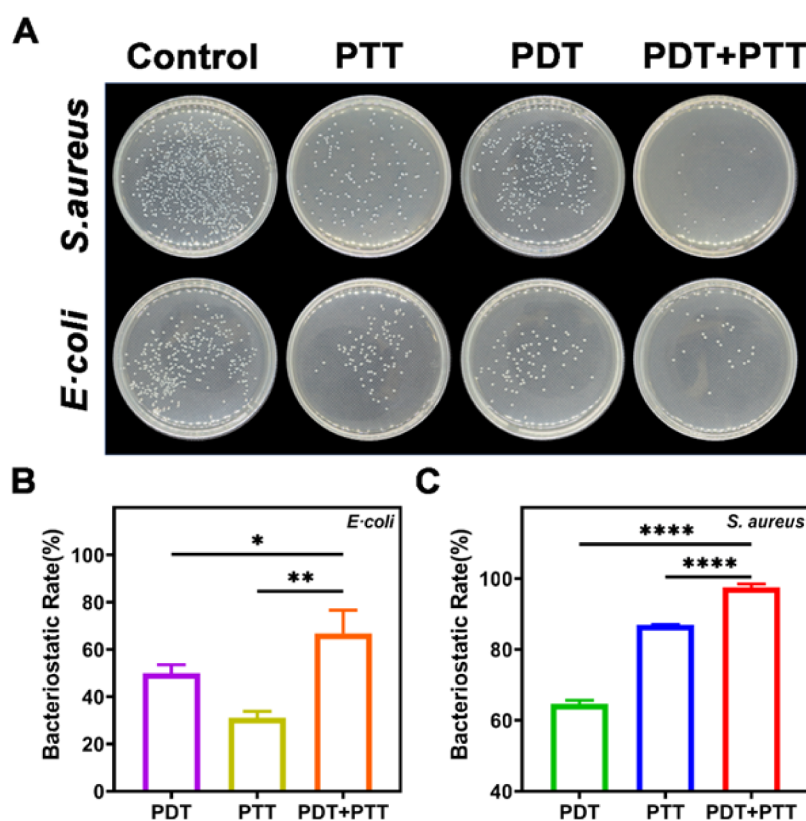 A
Control PTT PDT PDT+PTT
S.aureus
E·coli
B
E·coli
Bacteriostatic Rate(%)
100
80
60
40
20
0
*
**
PDT PTT PDT+PTT
C
S. aureus
Bacteriostatic Rate(%)
100
80
60
40
****
****
PDT PTT PDT+PTT